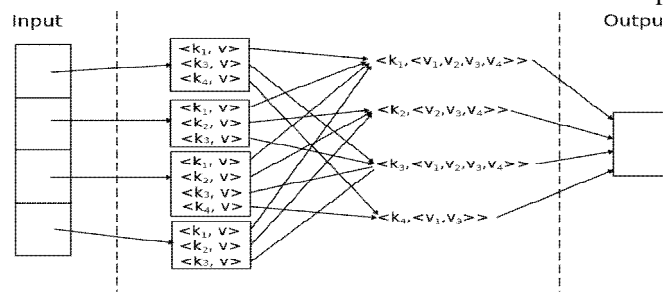 Input
Outpu
<k₁, v>
<k₃, v>
<k₄, v>
<k₁, v>
<k₂, v>
<k₃, v>
<k₁, v>
<k₂, v>
<k₃, v>
<k₄, v>
<k₁, v>
<k₂, v>
<k₃, v>
<k₁,<v₁,v₂,v₃,v₄>>
<k₂,<v₂,v₃,v₄>>
<k₃,<v₁,v₂,v₃,v₄>>
<k₄,<v₁,v₃>>